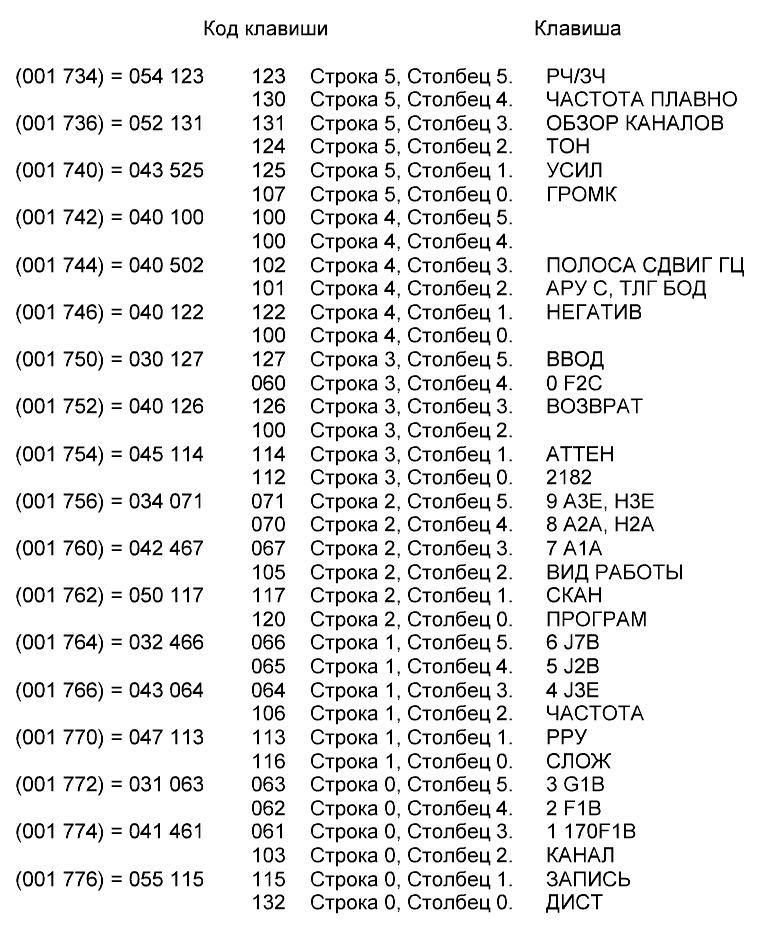 Код клавиши Клавиша
(001 734) = 054 123 123 Строка 5, Столбец 5. РЧ/ЗЧ
130 Строка 5, Столбец 4. ЧАСТОТА ПЛАВНО
(001 736) = 052 131 131 Строка 5, Столбец 3. ОБЗОР КАНАЛОВ
124 Строка 5, Столбец 2. ТОН
(001 740) = 043 525 125 Строка 5, Столбец 1. УСИЛ
107 Строка 5, Столбец 0. ГРОМК
(001 742) = 040 100 100 Строка 4, Столбец 5.
100 Строка 4, Столбец 4.
(001 744) = 040 502 102 Строка 4, Столбец 3. ПОЛОСА СДВИГ ГЦ
101 Строка 4, Столбец 2. АРУ С, ТЛГ БОД
(001 746) = 040 122 122 Строка 4, Столбец 1. НЕГАТИВ
100 Строка 4, Столбец 0.
(001 750) = 030 127 127 Строка 3, Столбец 5. ВВОД
060 Строка 3, Столбец 4. 0 F2C
(001 752) = 040 126 126 Строка 3, Столбец 3. ВОЗВРАТ
100 Строка 3, Столбец 2.
(001 754) = 045 114 114 Строка 3, Столбец 1. АТТЕН
112 Строка 3, Столбец 0. 2182
(001 756) = 034 071 071 Строка 2, Столбец 5. 9 A3E, H3E
070 Строка 2, Столбец 4. 8 A2A, H2A
(001 760) = 042 467 067 Строка 2, Столбец 3. 7 A1A
105 Строка 2, Столбец 2. ВИД РАБОТЫ
(001 762) = 050 117 117 Строка 2, Столбец 1. СКАН
120 Строка 2, Столбец 0. ПРОГРАМ
(001 764) = 032 466 066 Строка 1, Столбец 5. 6 J7B
065 Строка 1, Столбец 4. 5 J2B
(001 766) = 043 064 064 Строка 1, Столбец 3. 4 J3E
106 Строка 1, Столбец 2. ЧАСТОТА
(001 770) = 047 113 113 Строка 1, Столбец 1. РРУ
116 Строка 1, Столбец 0. СЛОЖ
(001 772) = 031 063 063 Строка 0, Столбец 5. 3 G1B
062 Строка 0, Столбец 4. 2 F1B
(001 774) = 041 461 061 Строка 0, Столбец 3. 1 170F1B
103 Строка 0, Столбец 2. КАНАЛ
(001 776) = 055 115 115 Строка 0, Столбец 1. ЗАПИСЬ
132 Строка 0, Столбец 0. ДИСТ